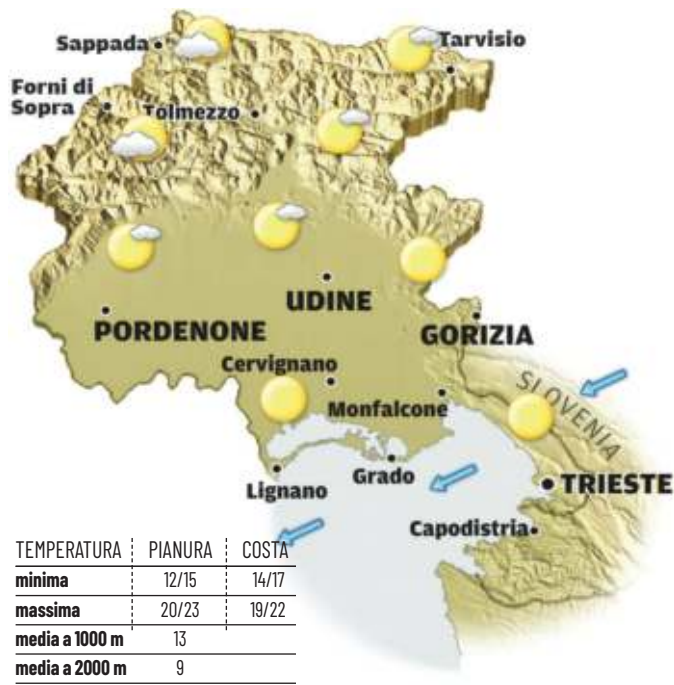 Sappada
Tarvisio
Forni di
Sopra
Tolmezzo
UDINE
PORDENONE
GORIZIA
Cervignano
SLOVENIA
Monfalcone
Grado
Lignano
TRIESTE
Capodistria
TEMPERATURA PIANURA COSTA
minima 12/15 14/17
massima 20/23 19/22
media a 1000 m 13
media a 2000 m 9